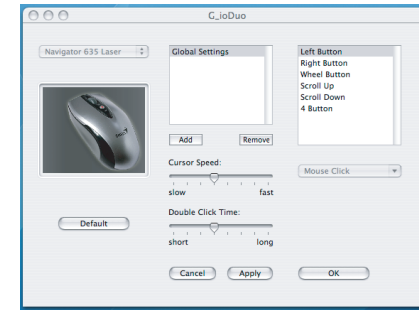 G_ioDuo
Navigator 635 Laser
Global Settings
Left Button
Right Button
Wheel Button
Scroll Up
Scroll Down
4 Button
Add
Remove
Cursor Speed:
Mouse Click
slow
fast
Default
Double Click Time:
short
long
Cancel
Apply
OK